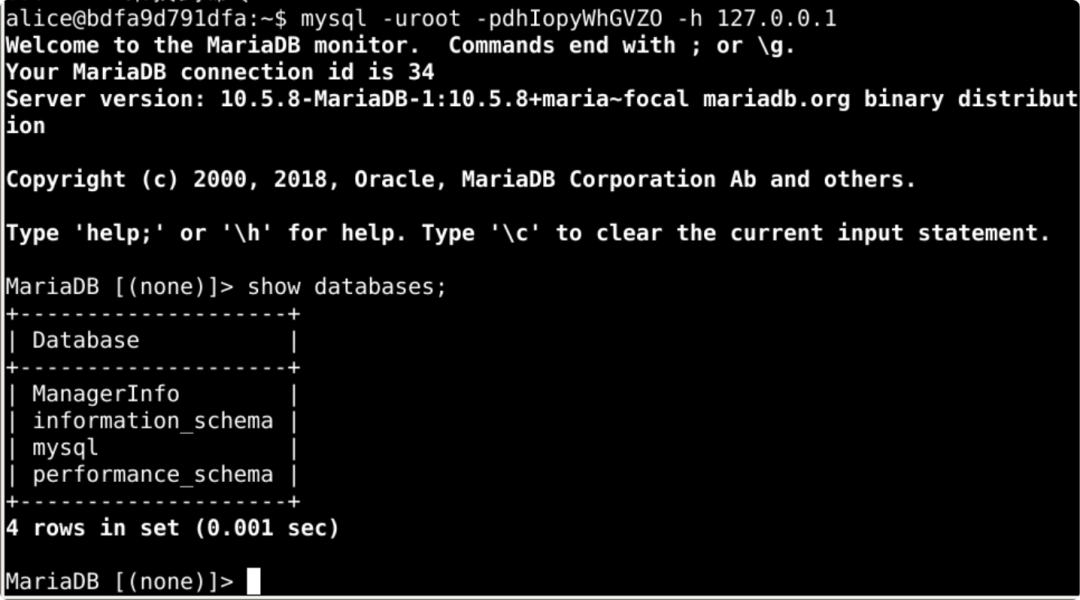 alice@bdfa9d791dfa:~$ mysql -uroot -pdhIopyWhGVZO -h 127.0.0.1
Welcome to the MariaDB monitor.  Commands end with ; or \g.
Your MariaDB connection id is 34
Server version: 10.5.8-MariaDB-1:10.5.8+maria~focal mariadb.org binary distribut
ion
Copyright (c) 2000, 2018, Oracle, MariaDB Corporation Ab and others.
Type 'help;' or '\h' for help. Type '\c' to clear the current input statement.
MariaDB [(none)]> show databases;
+--------------------+
| Database           |
+--------------------+
| ManagerInfo        |
| information_schema |
| mysql              |
| performance_schema |
+--------------------+
4 rows in set (0.001 sec)
MariaDB [(none)]>